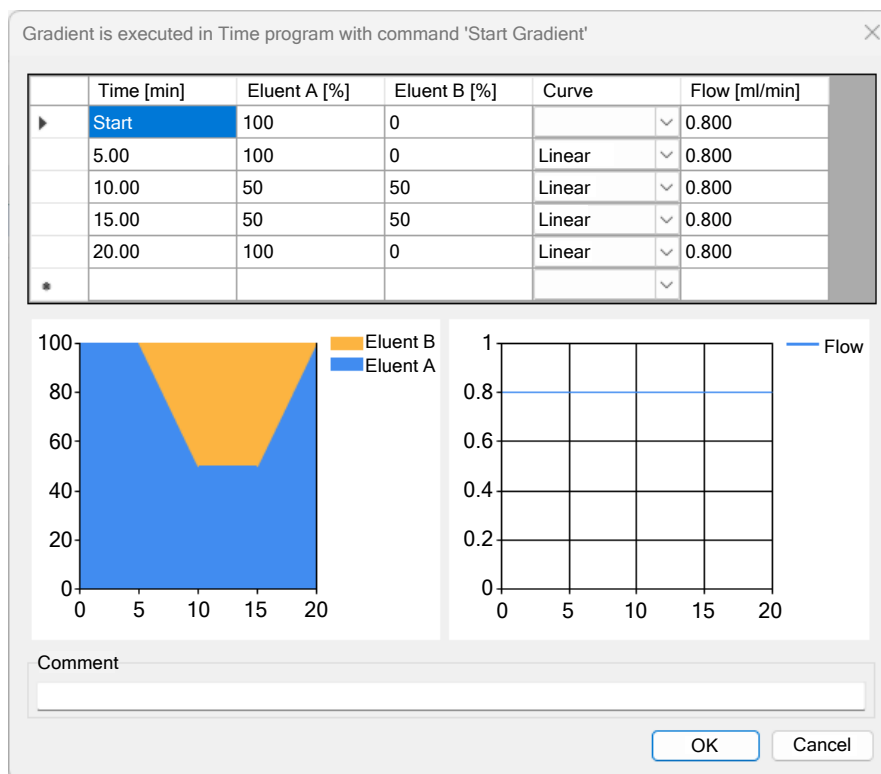 Gradient is executed in Time program with command 'Start Gradient'
Time [min] Eluent A [%] Eluent B [%] Curve Flow [ml/min]
Start 100 0 0.800
5.00 100 0 Linear 0.800
10.00 50 50 Linear 0.800
15.00 50 50 Linear 0.800
20.00 100 0 Linear 0.800
100
80
60
40
20
0
0 5 10 15 20
Eluent B
Eluent A
1
0.8
0.6
0.4
0.2
0
0 5 10 15 20
Flow
Comment
OK Cancel